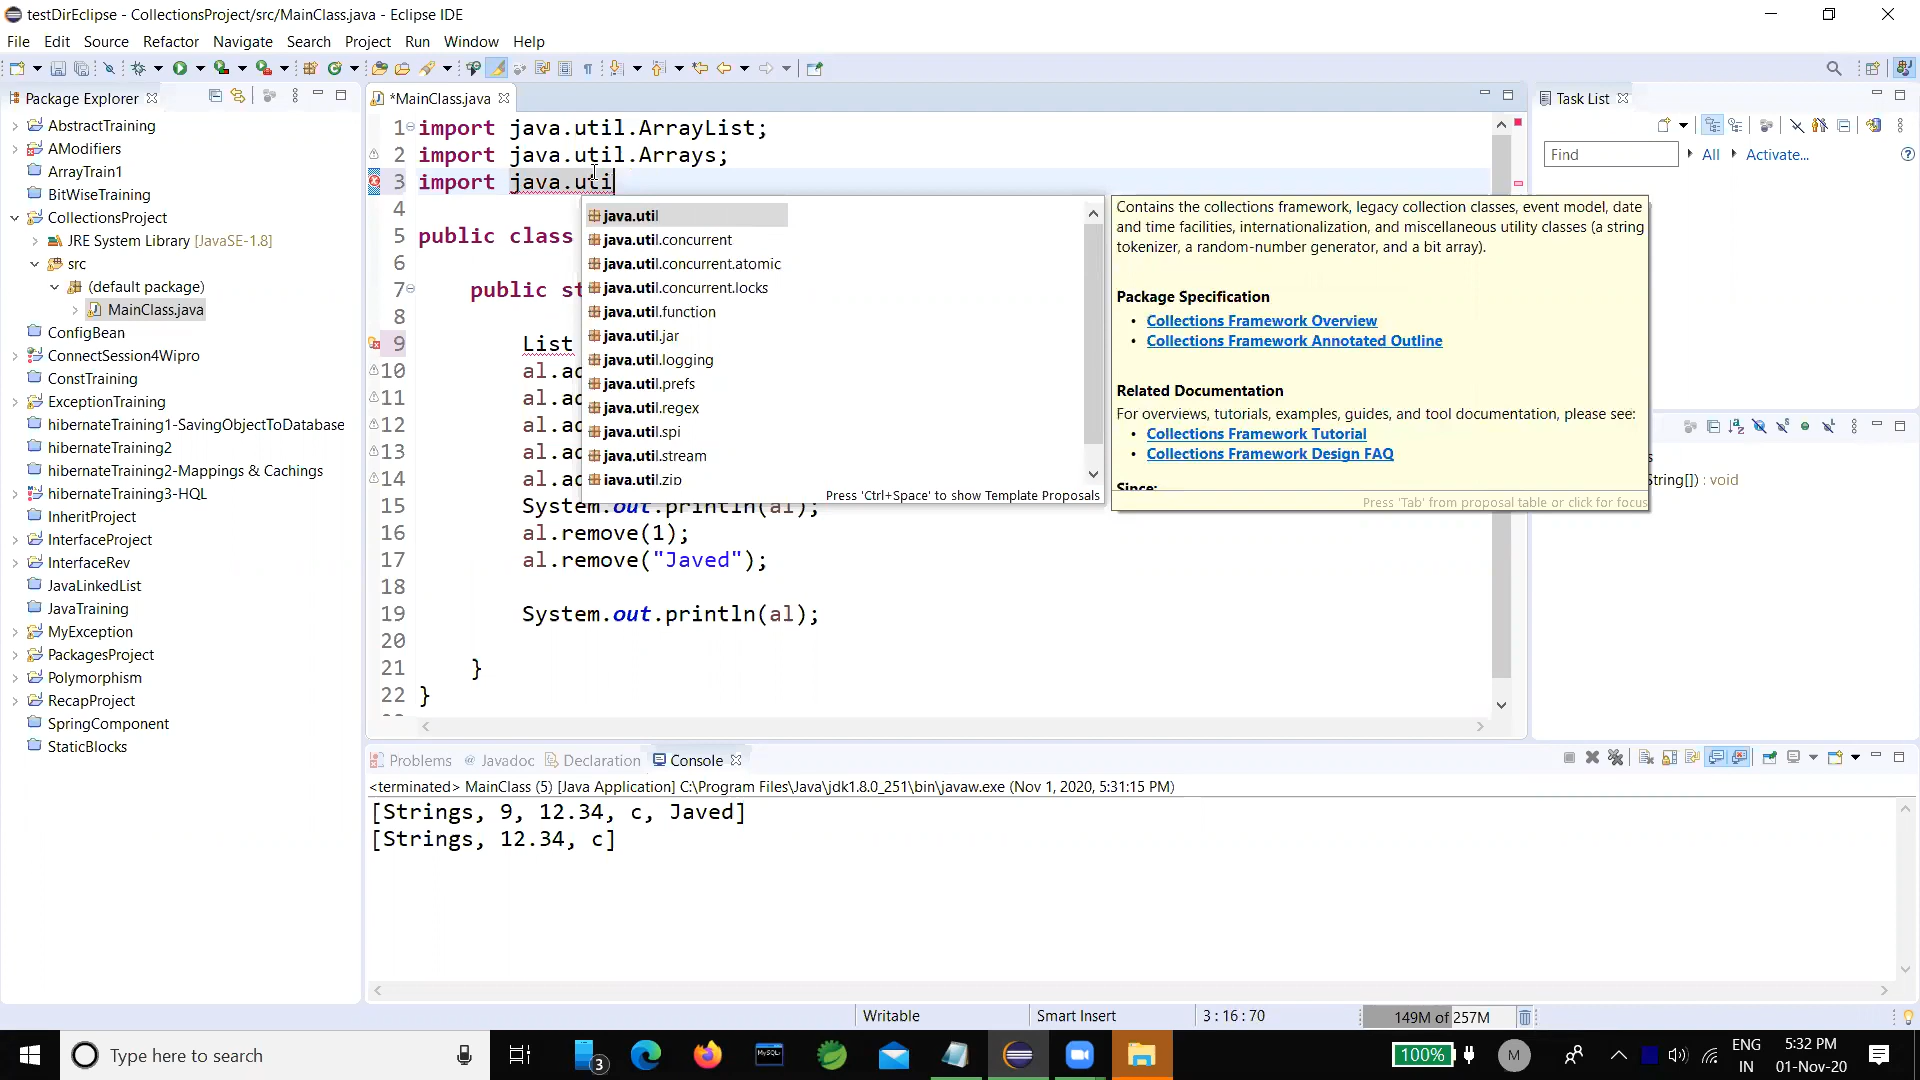 testDirEclipse - CollectionsProject/src/MainClass.java - Eclipse IDE
File Edit Source Refactor Navigate Search Project Run Window Help
Package Explorer
AbstractTraining
AModifiers
ArrayTrain1
BitWiseTraining
CollectionsProject
JRE System Library [JavaSE-1.8]
src
(default package)
MainClass.java
ConfigBean
ConnectSession4Wipro
ConstTraining
ExceptionTraining
hibernateTraining1-SavingObjectToDatabase
hibernateTraining2
hibernateTraining2-Mappings & Cachings
hibernateTraining3-HQL
InheritProject
InterfaceProject
InterfaceRev
JavaLinkedList
JavaTraining
MyException
PackagesProject
Polymorphism
RecapProject
SpringComponent
StaticBlocks
*MainClass.java
1 import java.util.ArrayList;
2 import java.util.Arrays;
3 import java.uti
4
5 public class
6
7 public st
8
9 List
10 al.ad
11 al.ad
12 al.ad
13 al.ad
14 al.ad
15 System.out.println(al);
16 al.remove(1);
17 al.remove("Javed");
18
19 System.out.println(al);
20
21 }
22 }
java.util
java.util.concurrent
java.util.concurrent.atomic
java.util.concurrent.locks
java.util.function
java.util.jar
java.util.logging
java.util.prefs
java.util.regex
java.util.spi
java.util.stream
java.util.zip
Press 'Ctrl+Space' to show Template Proposals
Contains the collections framework, legacy collection classes, event model, date
and time facilities, internationalization, and miscellaneous utility classes (a string
tokenizer, a random-number generator, and a bit array).
Package Specification
• Collections Framework Overview
• Collections Framework Annotated Outline
Related Documentation
For overviews, tutorials, examples, guides, and tool documentation, please see:
• Collections Framework Tutorial
• Collections Framework Design FAQ
Since:
Press 'Tab' from proposal table or click for focus
Task List
Find All Activate...
s
String[]) : void
Problems @ Javadoc Declaration Console
<terminated> MainClass (5) [Java Application] C:\Program Files\Java\jdk1.8.0_251\bin\javaw.exe (Nov 1, 2020, 5:31:15 PM)
[Strings, 9, 12.34, c, Javed]
[Strings, 12.34, c]
Writable Smart Insert 3 : 16 : 70 149M of 257M
Type here to search
MySQL
3
100%
M
ENG
IN
5:32 PM
01-Nov-20